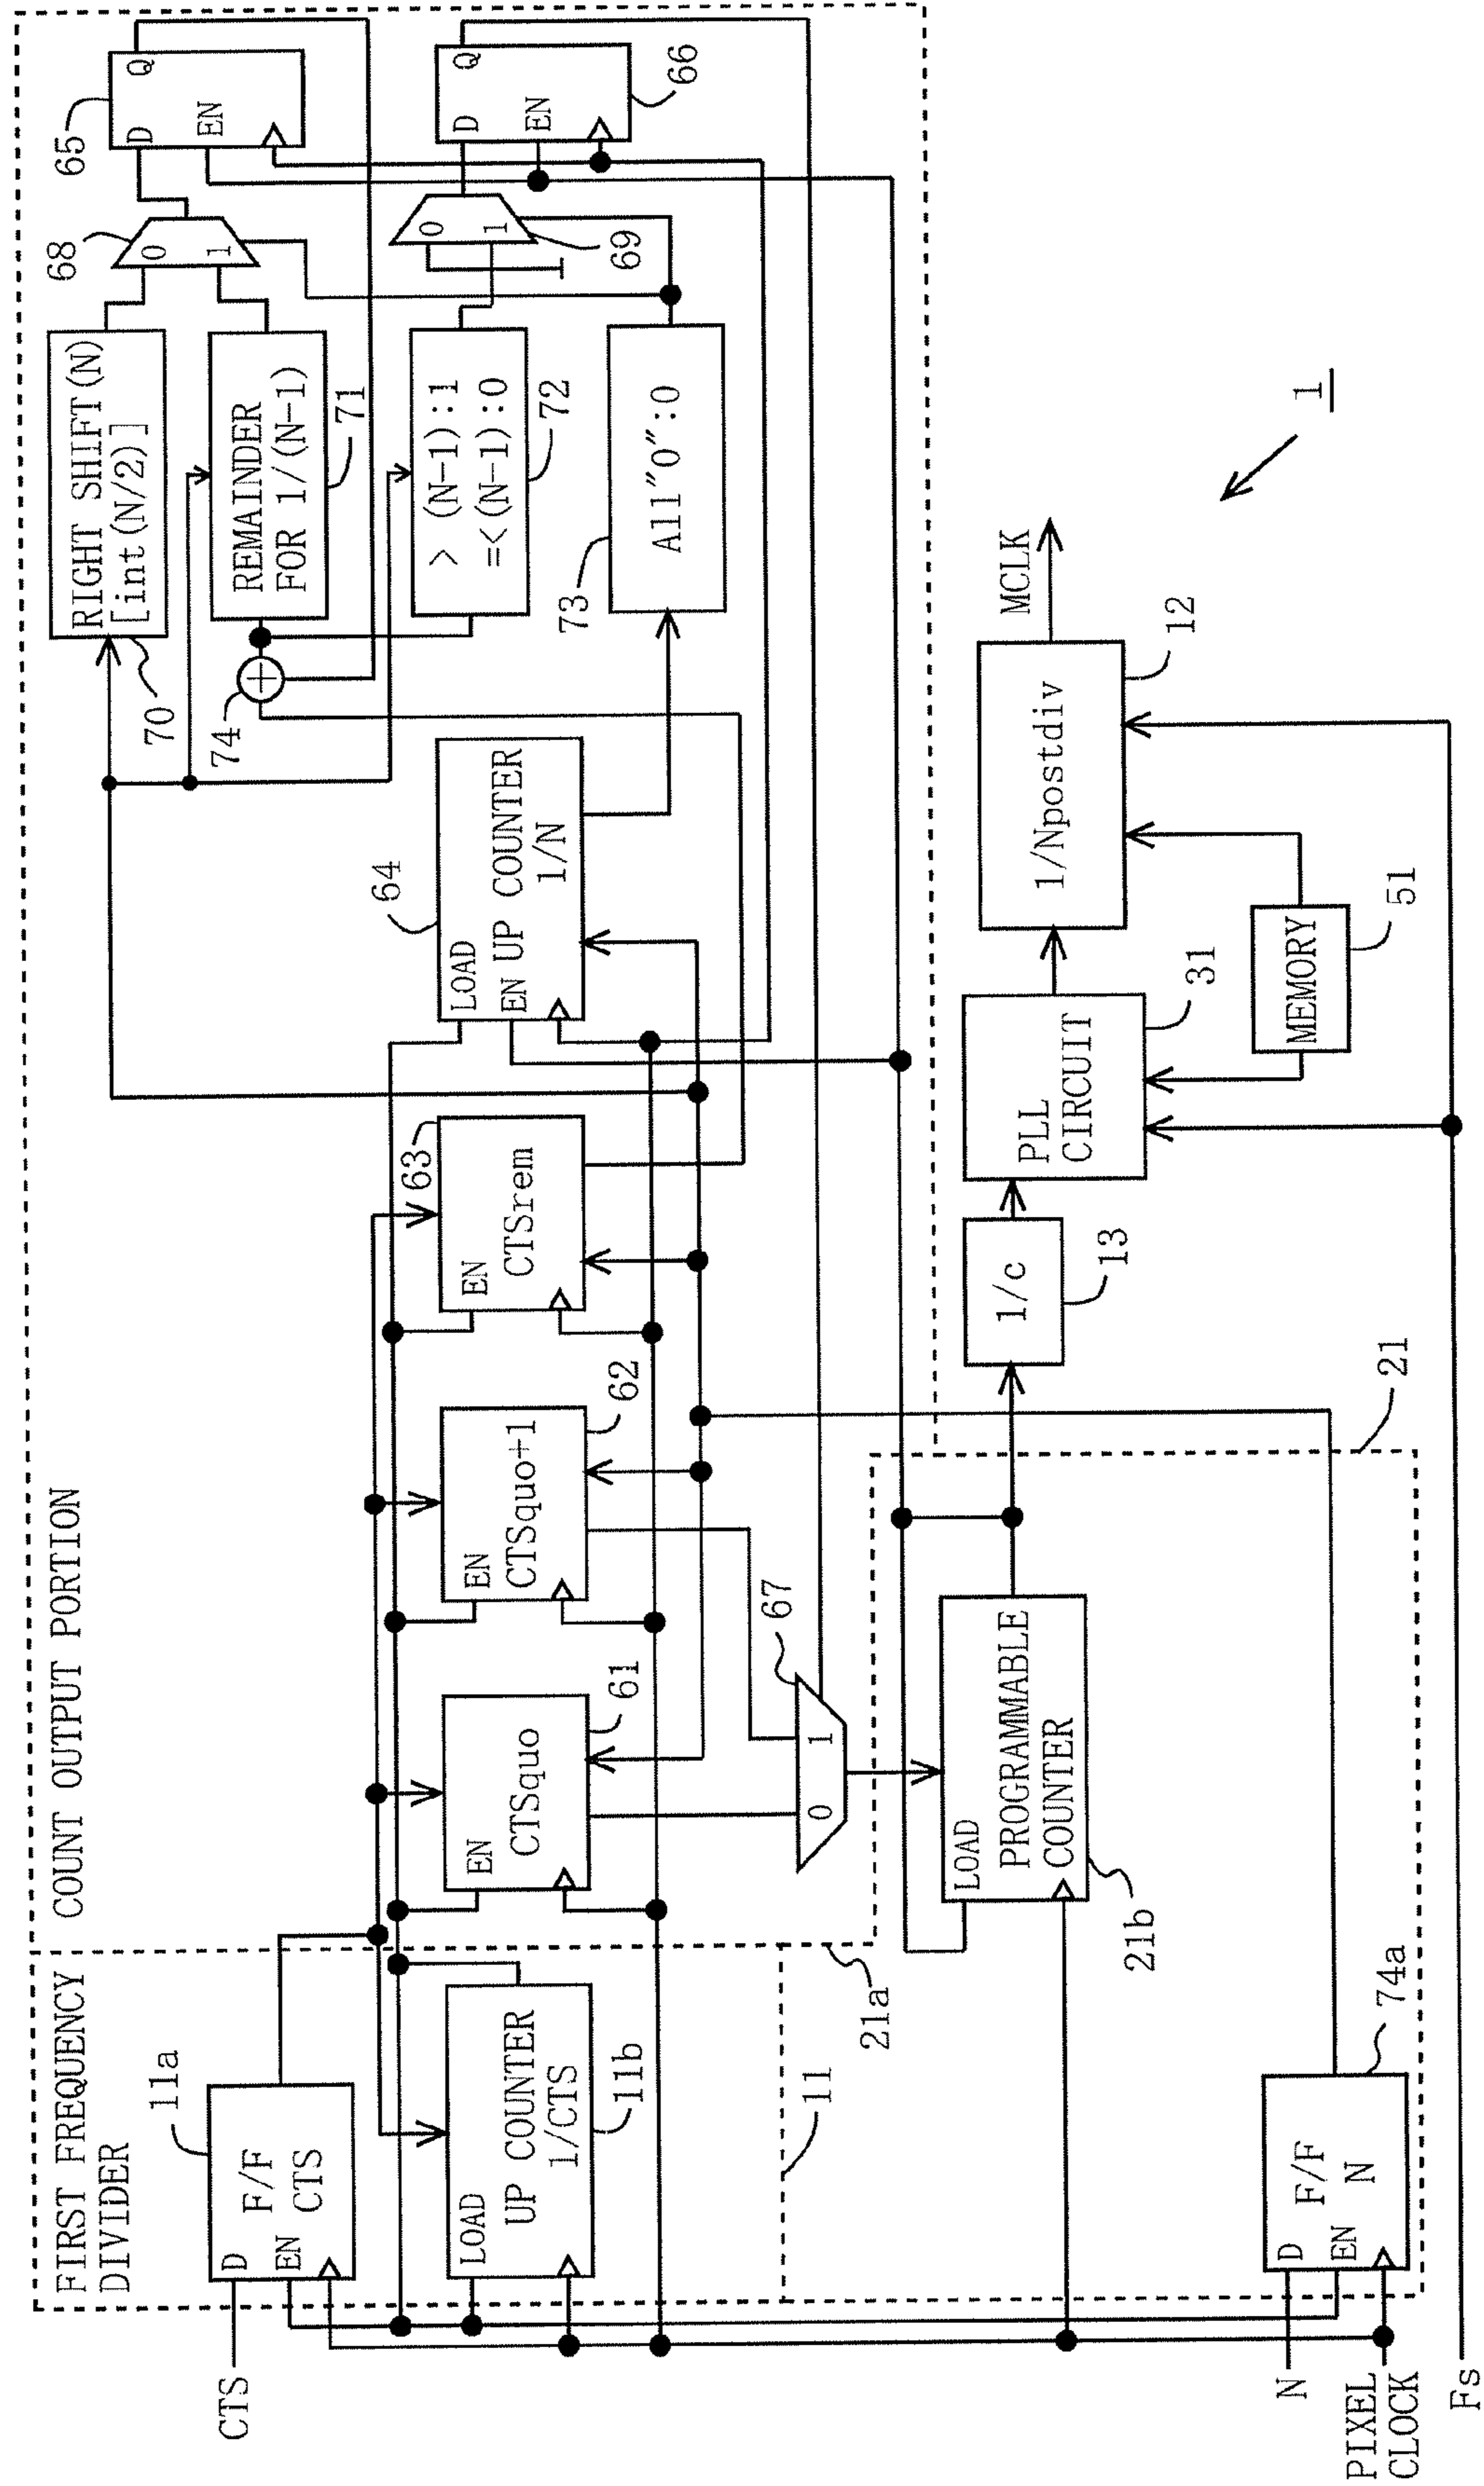 FIRST FREQUENCY
DIVIDER
COUNT OUTPUT PORTION
CTS
11a
D
EN
F/F
CTS
LOAD
UP COUNTER
1/CTS
11b
11
21a
EN
CTSquo
61
EN
CTSquo+1
62
EN
CTSrem
63
LOAD
EN UP COUNTER
1/N
64
0
1
67
RIGHT SHIFT(N)
[int(N/2)]
70
REMAINDER
FOR 1/(N-1)
71
74
> (N-1):1
=<(N-1):0
72
All"0":0
73
0
1
68
0
1
69
D
Q
EN
65
D
Q
EN
66
LOAD
PROGRAMMABLE
COUNTER
21b
21
1/c
13
PLL
CIRCUIT
31
1/Npostdiv
12
MCLK
MEMORY
51
1
N
D
EN
F/F
N
74a
PIXEL
CLOCK
Fs